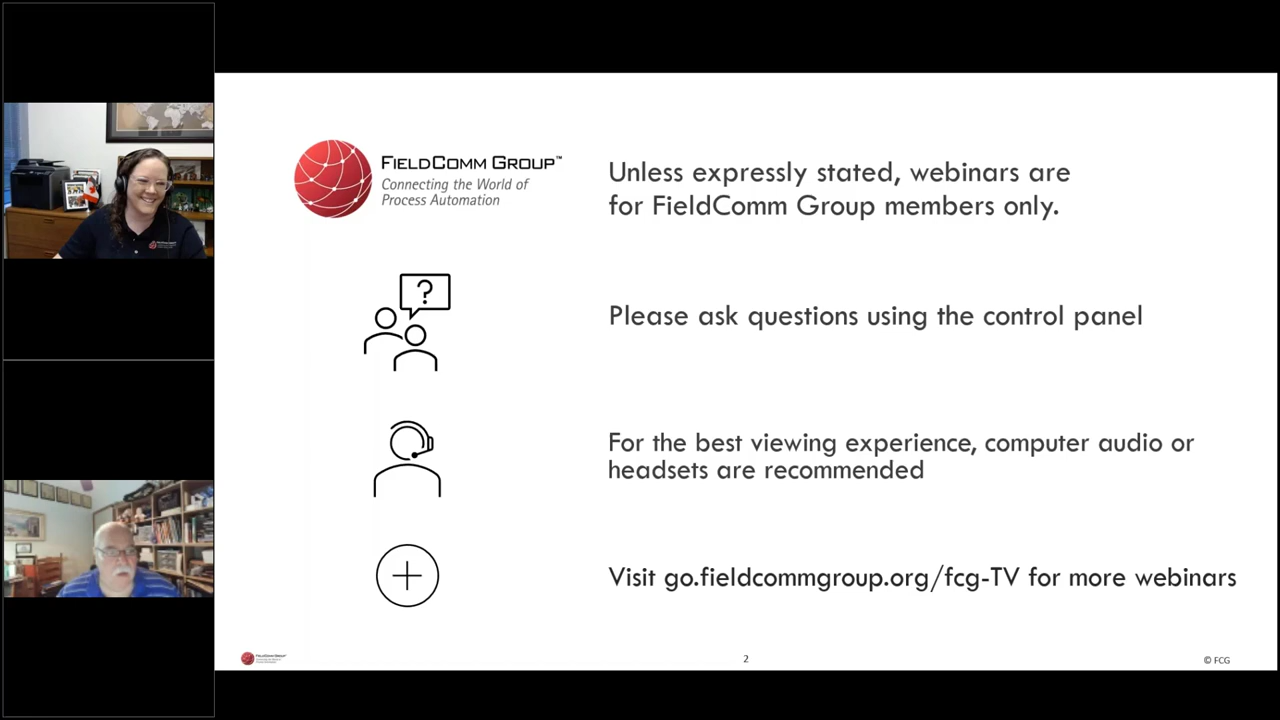 FIELDCOMM GROUP™
Connecting the World of
Process Automation
Unless expressly stated, webinars are
for FieldComm Group members only.
?
Please ask questions using the control panel
For the best viewing experience, computer audio or
headsets are recommended
Visit go.fieldcommgroup.org/fcg-TV for more webinars
2
© FCG